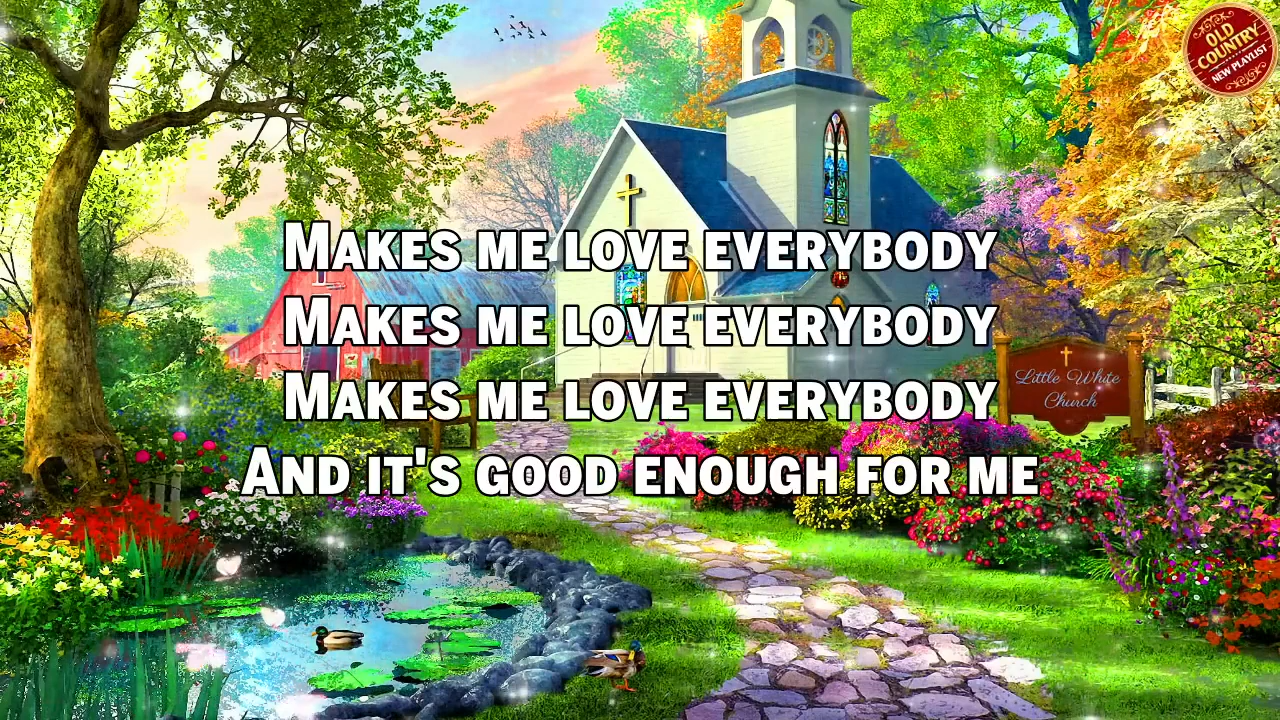 OLD
COUNTRY
NEW PLAYLIST
MAKES ME LOVE EVERYBODY
MAKES ME LOVE EVERYBODY
MAKES ME LOVE EVERYBODY
AND IT'S GOOD ENOUGH FOR ME
Little White
Church